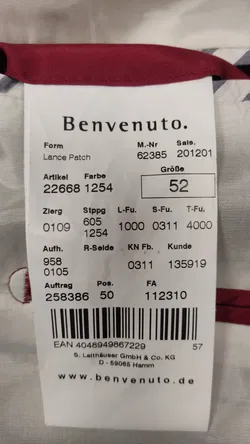 Benvenuto.
Form M.-Nr Sais.
Lance Patch 62385 201201
Artikel Farbe Größe
22668 1254 52
Zierg Stppg L-Fu. S-Fu. T-Fu.
0109 605 1000 0311 4000
1254
Aufh. R-Seide KN Fb. Kunde
958 0311 135919
0105
Auftrag Pos. FA
258386 50 112310
EAN 4048949867229 57
S. Leithäuser GmbH & Co. KG
D - 59065 Hamm
www.benvenuto.de